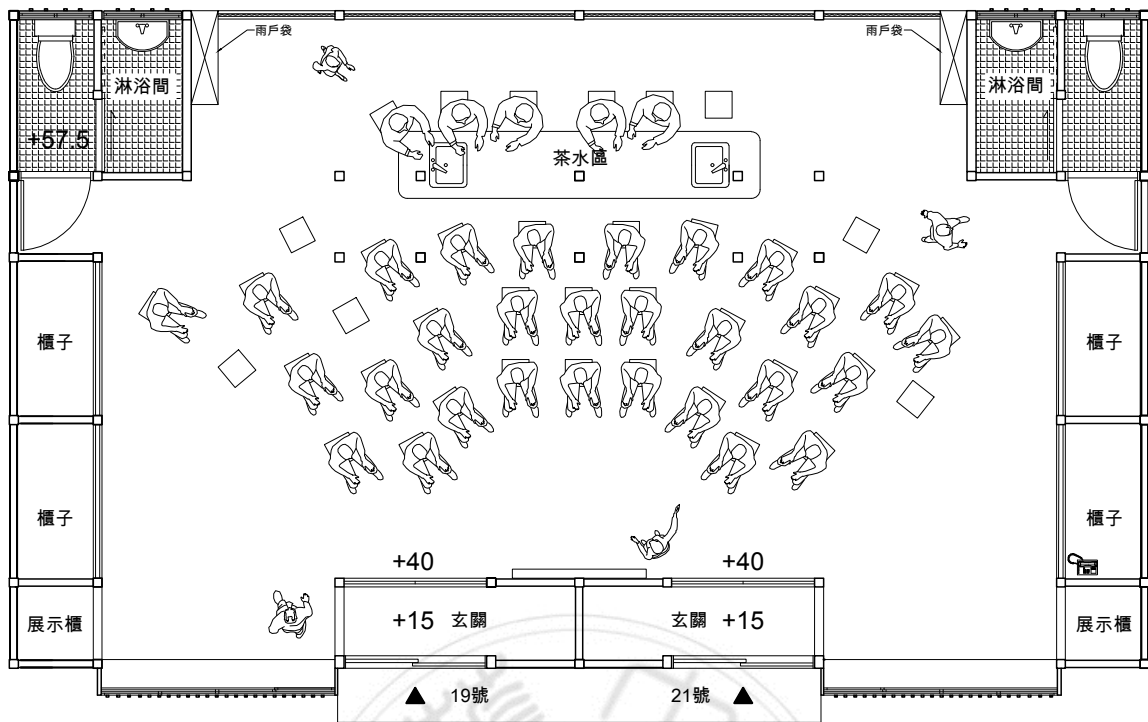 雨戶袋
雨戶袋
淋浴間
淋浴間
+57.5
茶水區
櫃子
櫃子
櫃子
櫃子
+40
+40
展示櫃
+15 玄關
玄關 +15
展示櫃
19號
21號